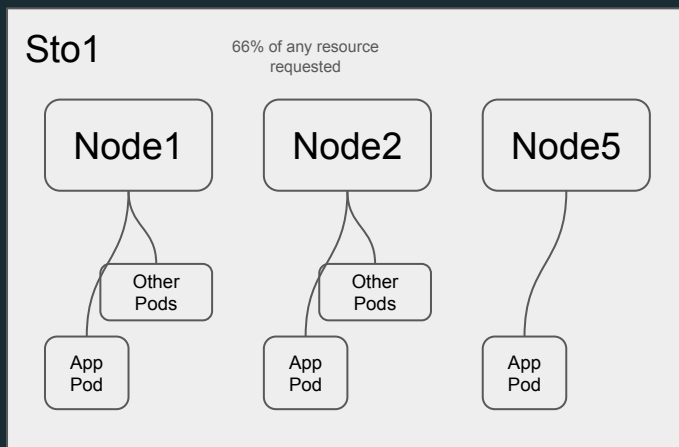 Sto1
66% of any resource
requested
Node1
Node2
Node5
Other
Pods
Other
Pods
App
Pod
App
Pod
App
Pod